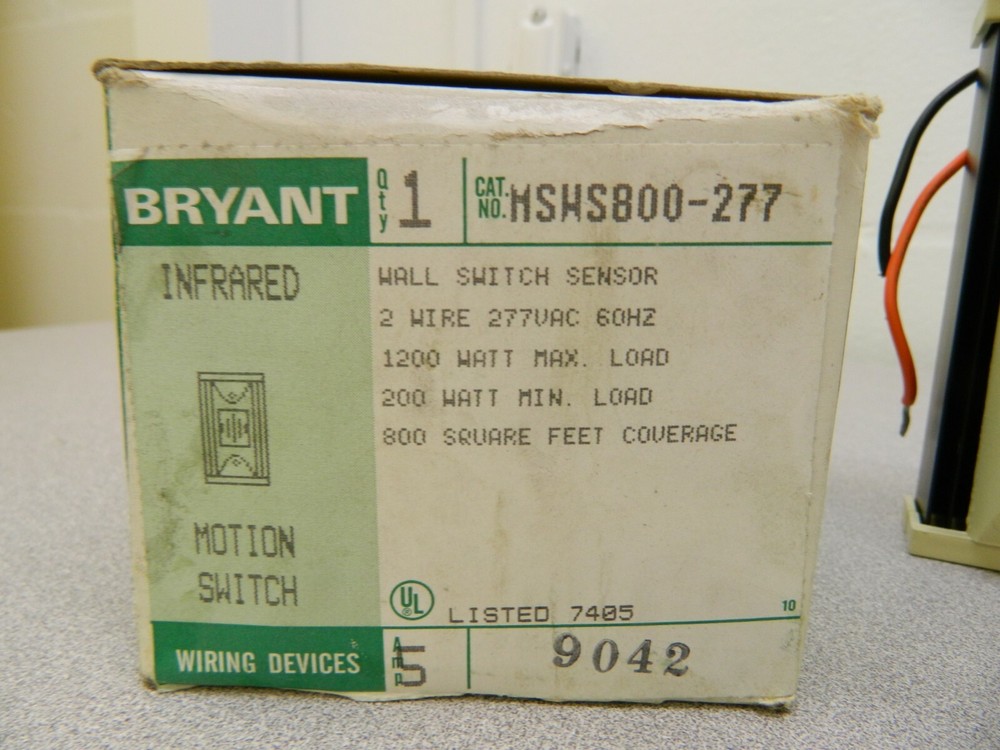 BRYANT
Qty 1
CAT. NO. MSWS800-277
INFRARED
MOTION
SWITCH
WALL SWITCH SENSOR
2 WIRE 277VAC 60HZ
1200 WATT MAX. LOAD
200 WATT MIN. LOAD
800 SQUARE FEET COVERAGE
UL ® LISTED 7405
10
WIRING DEVICES
Amp 5
9042